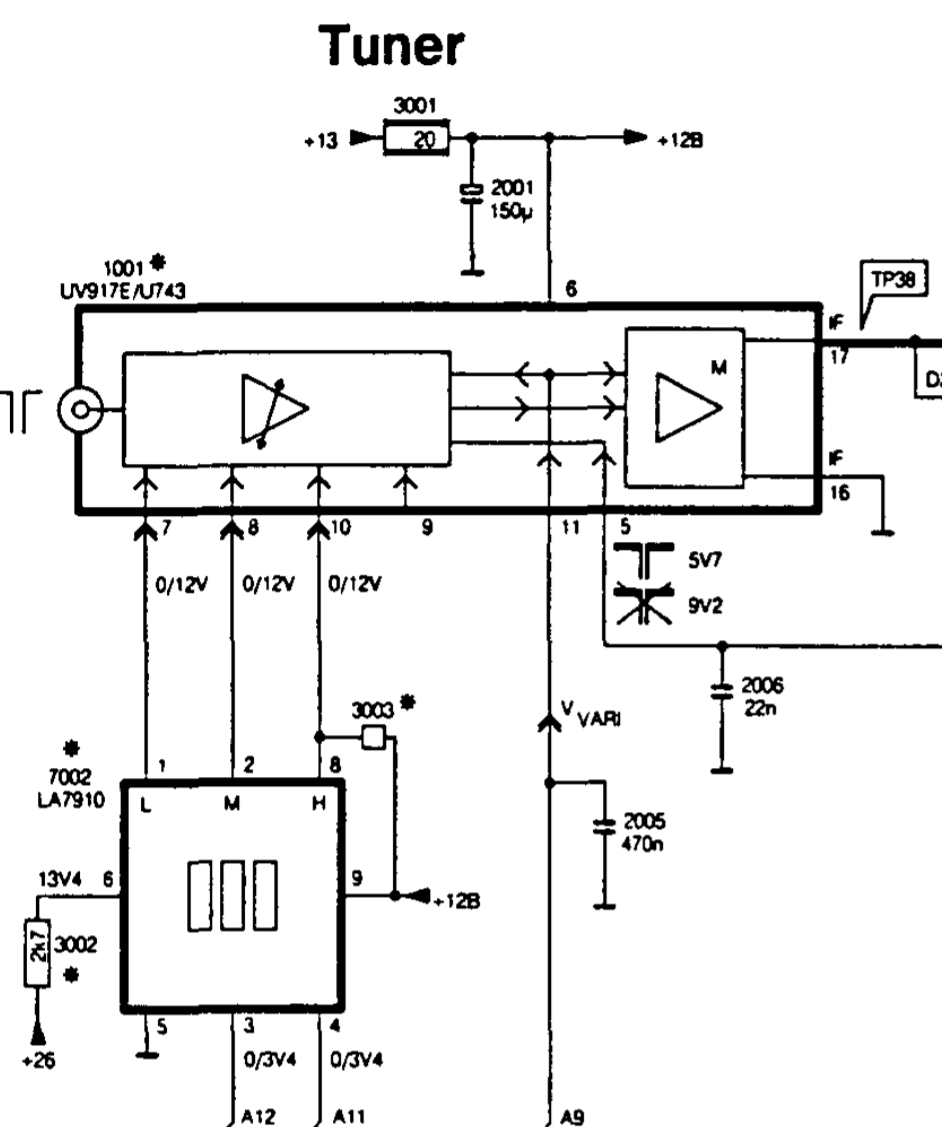 Tuner
3001
+13
20
+12B
2001
150µ
1001 *
UV917E/U743
6
TP38
IF
17
M
IF
16
7
8
10
9
11
5
0/12V
0/12V
0/12V
5V7
9V2
3003 *
2006
22n
V VARI
*
7002
LA7910
1
2
8
L
M
H
2005
470n
13V4
6
9
+12B
2k7
3002
*
+26
5
3
4
0/3V4
0/3V4
A12
A11
A9